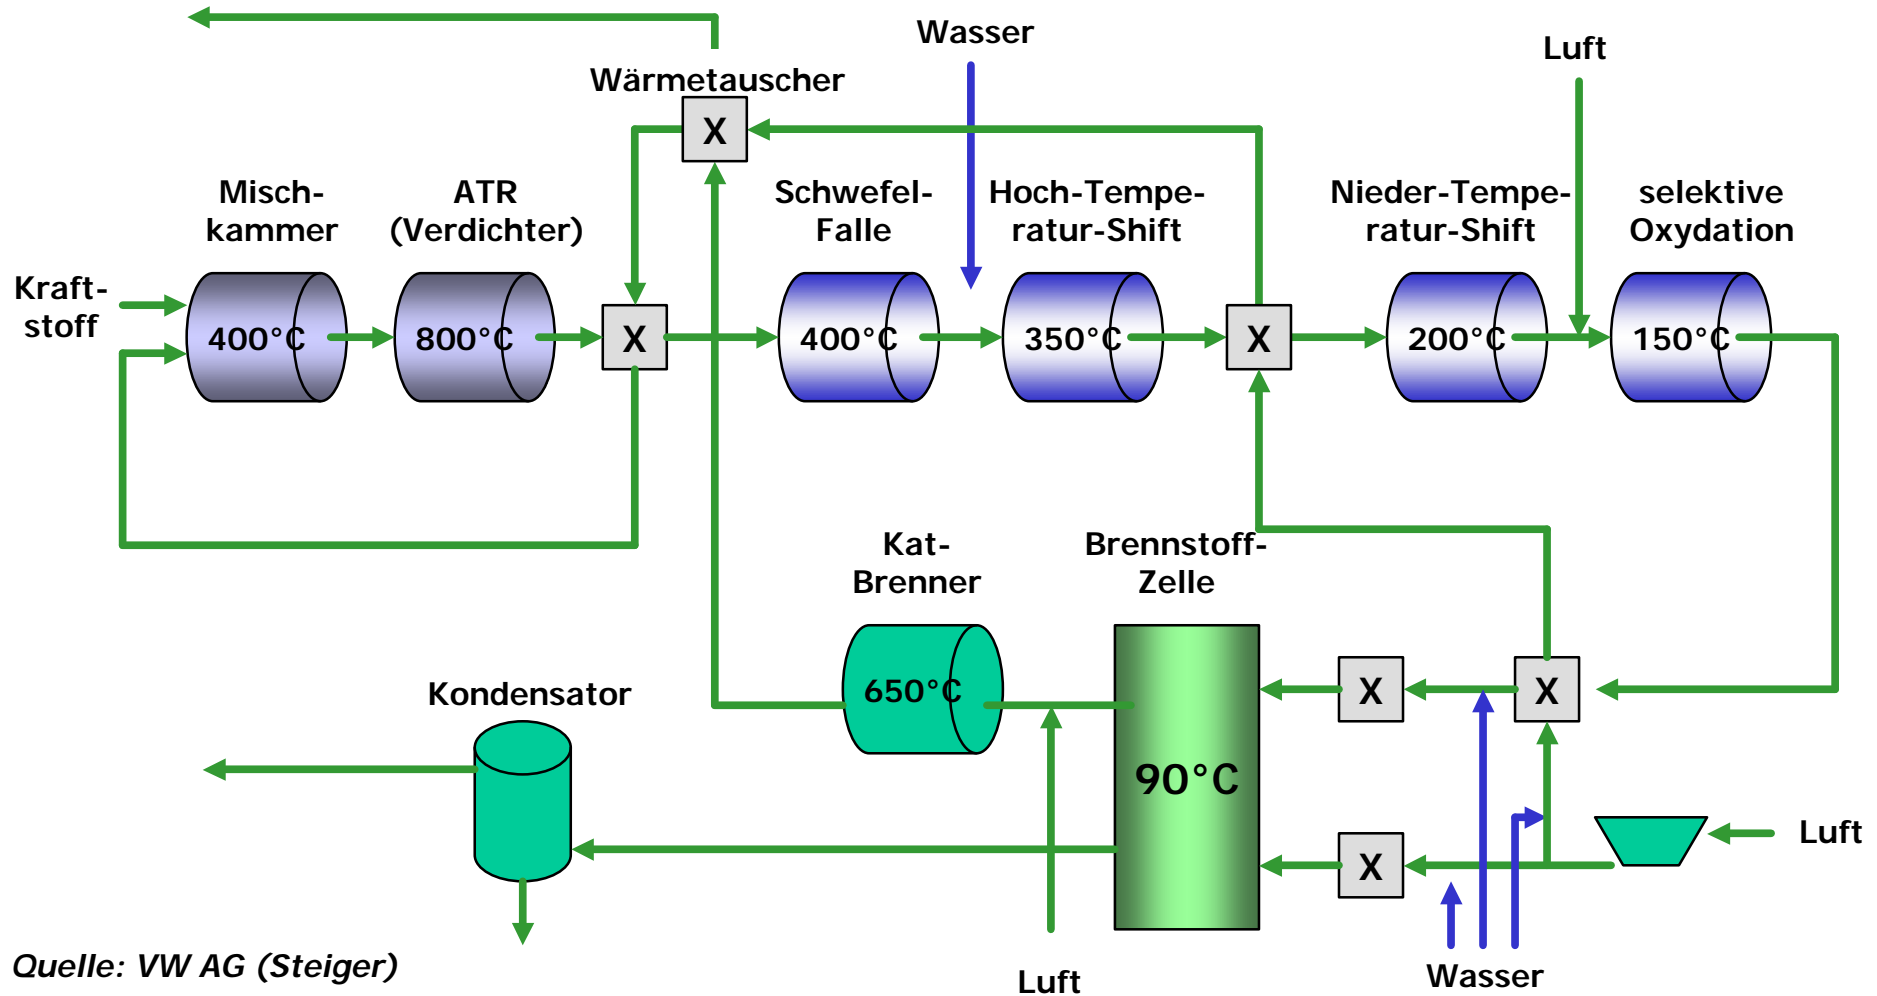 Wasser
Luft
Wärmetauscher
X
Misch-
kammer
ATR
(Verdichter)
Schwefel-
Falle
Hoch-Tempe-
ratur-Shift
Nieder-Tempe-
ratur-Shift
selektive
Oxydation
Kraft-
stoff
400°C
800°C
X
400°C
350°C
X
200°C
150°C
Kat-
Brenner
Brennstoff-
Zelle
Kondensator
650°C
X
X
90°C
X
Luft
Quelle: VW AG (Steiger)
Luft
Wasser